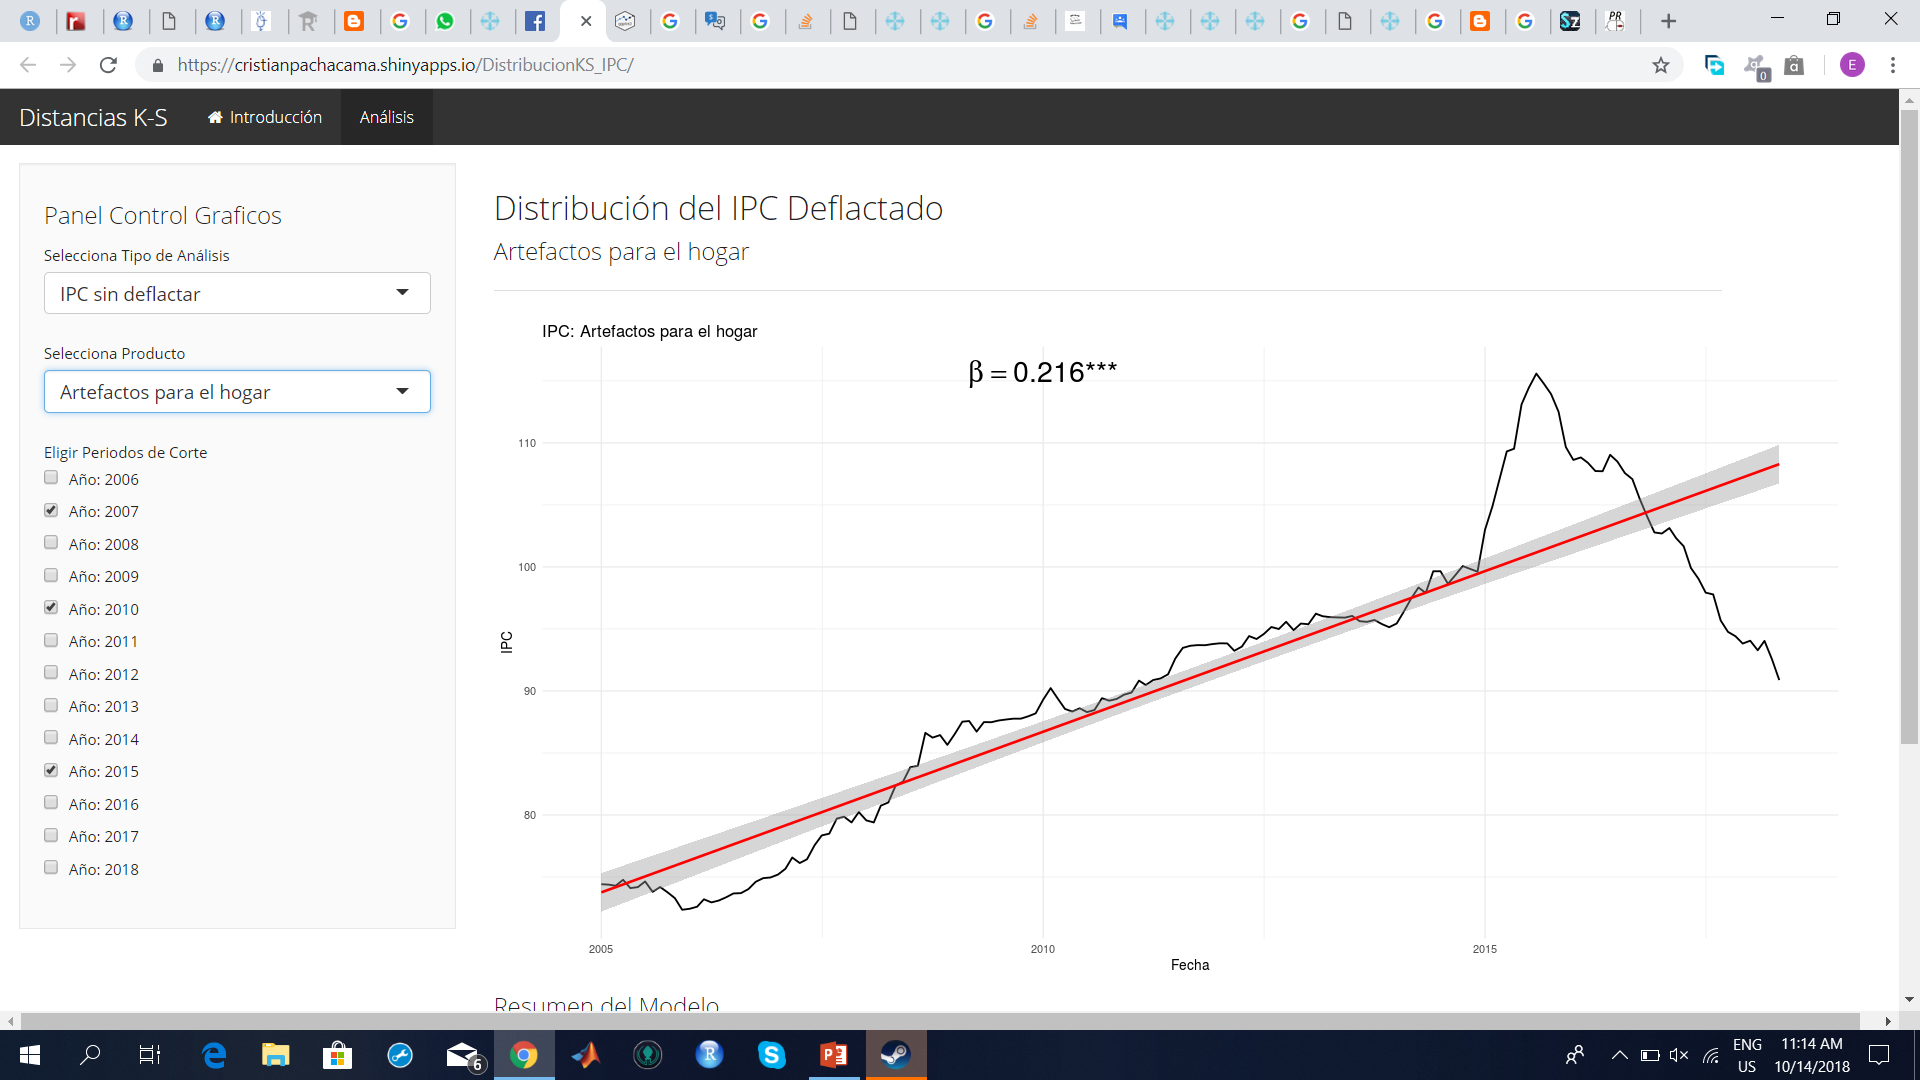 https://cristianpachacama.shinyapps.io/DistribucionKS_IPC/
0
E
Distancias K-S
Introducción
Análisis
Panel Control Graficos
Selecciona Tipo de Análisis
IPC sin deflactar
Selecciona Producto
Artefactos para el hogar
Eligir Periodos de Corte
Año: 2006
Año: 2007
Año: 2008
Año: 2009
Año: 2010
Año: 2011
Año: 2012
Año: 2013
Año: 2014
Año: 2015
Año: 2016
Año: 2017
Año: 2018
Distribución del IPC Deflactado
Artefactos para el hogar
IPC: Artefactos para el hogar
β = 0.216***
110
100
90
80
IPC
2005
2010
2015
Fecha
Resumen del Modelo
6
ENG
US
11:14 AM
10/14/2018